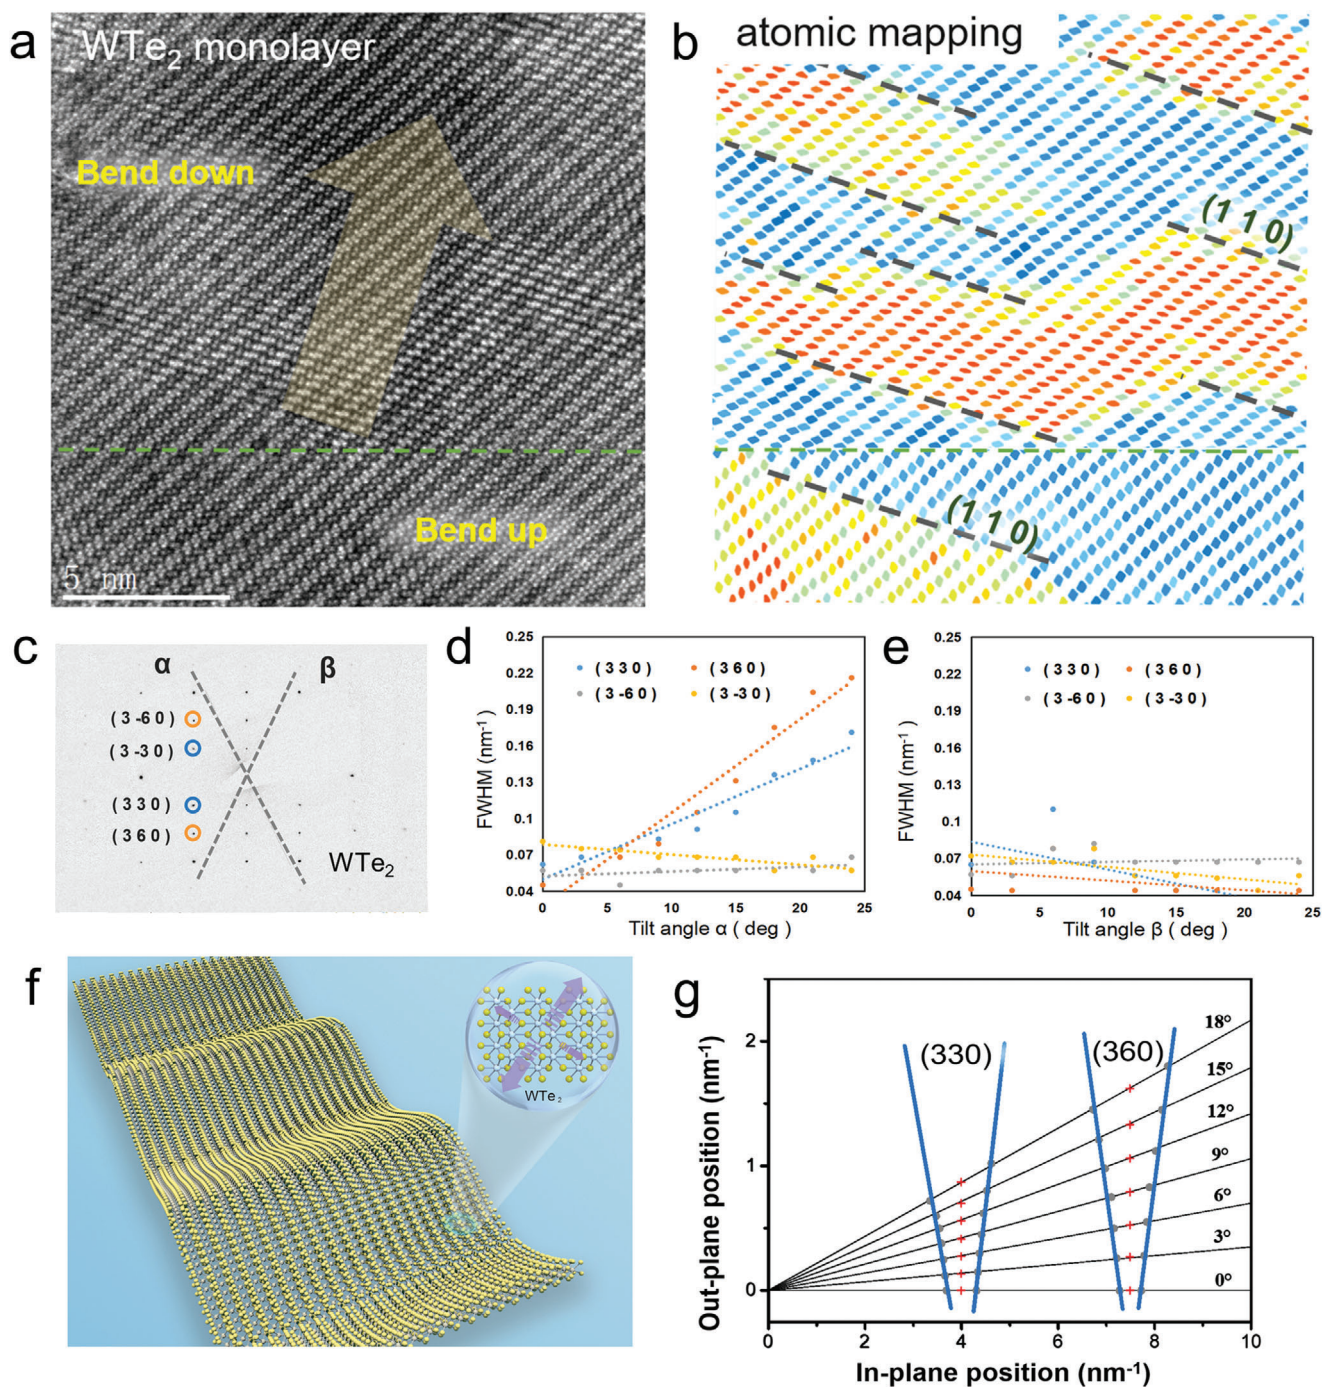 a
WTe2 monolayer
Bend down
Bend up
5 nm
b
atomic mapping
(1 1 0)
(1 1 0)
c
α
β
(3 -6 0)
(3 -3 0)
(3 3 0)
(3 6 0)
WTe2
d
FWHM (nm-1)
0.25
0.22
0.19
0.16
0.13
0.1
0.07
0.04
(3 3 0)
(3 6 0)
(3 -6 0)
(3 -3 0)
0
5
10
15
20
25
Tilt angle α ( deg )
e
FWHM (nm-1)
0.25
0.22
0.19
0.16
0.13
0.1
0.07
0.04
(3 3 0)
(3 6 0)
(3 -6 0)
(3 -3 0)
0
5
10
15
20
25
Tilt angle β ( deg )
f
WTe2
g
Out-plane position (nm-1)
2
1
0
(330)
(360)
18°
15°
12°
9°
6°
3°
0°
0
2
4
6
8
10
In-plane position (nm-1)